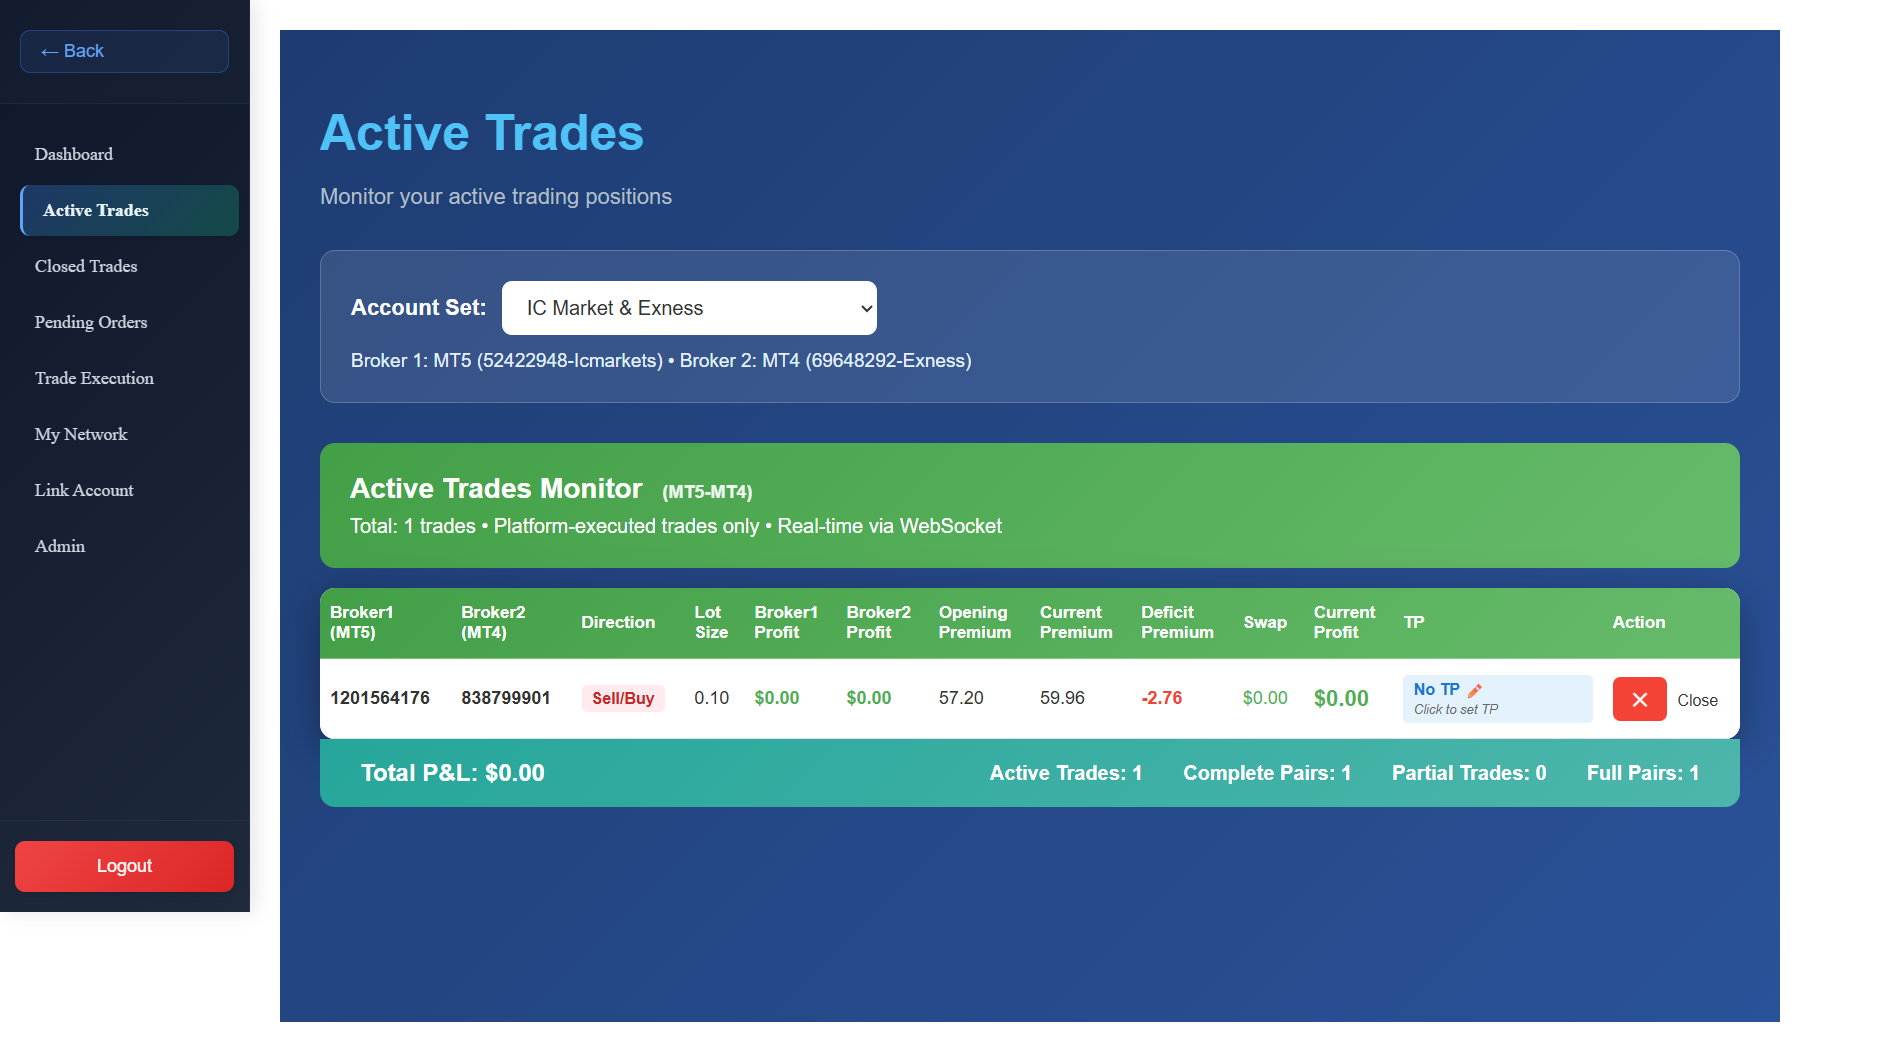 ← Back
Dashboard
Active Trades
Closed Trades
Pending Orders
Trade Execution
My Network
Link Account
Admin
Logout
Active Trades
Monitor your active trading positions
Account Set: IC Market & Exness
Broker 1: MT5 (52422948-Icmarkets) • Broker 2: MT4 (69648292-Exness)
Active Trades Monitor (MT5-MT4)
Total: 1 trades • Platform-executed trades only • Real-time via WebSocket
Broker1 (MT5) Broker2 (MT4) Direction Lot Size Broker1 Profit Broker2 Profit Opening Premium Current Premium Deficit Premium Swap Current Profit TP Action
1201564176 838799901 Sell/Buy 0.10 $0.00 $0.00 57.20 59.96 -2.76 $0.00 $0.00 No TP Close
Click to set TP
Total P&L: $0.00 Active Trades: 1 Complete Pairs: 1 Partial Trades: 0 Full Pairs: 1